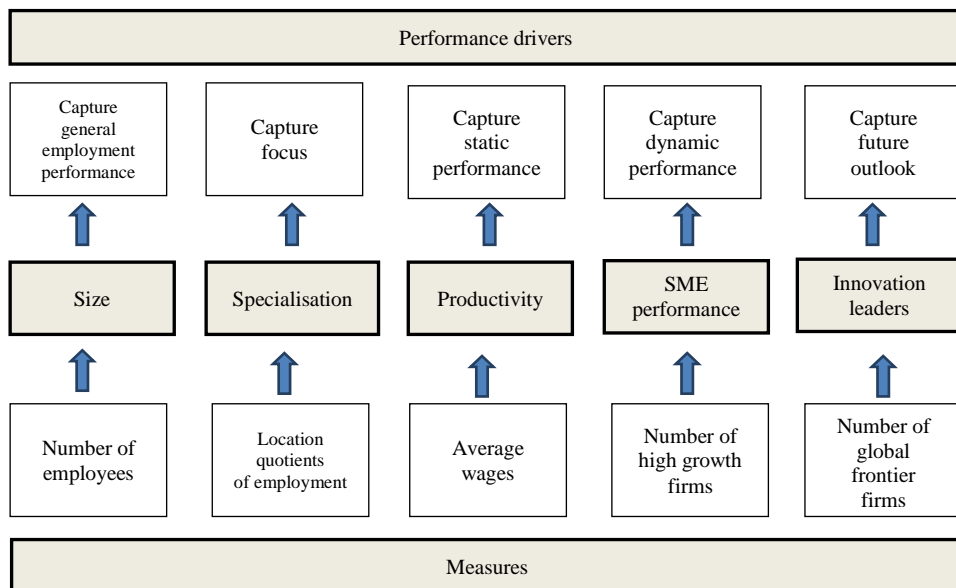 Performance drivers
Capture
general
employment
performance
Capture
focus
Capture
static
performance
Capture
dynamic
performance
Capture
future
outlook
Size
Specialisation
Productivity
SME
performance
Innovation
leaders
Number of
employees
Location
quotients
of employment
Average
wages
Number of
high growth
firms
Number of
global
frontier
firms
Measures